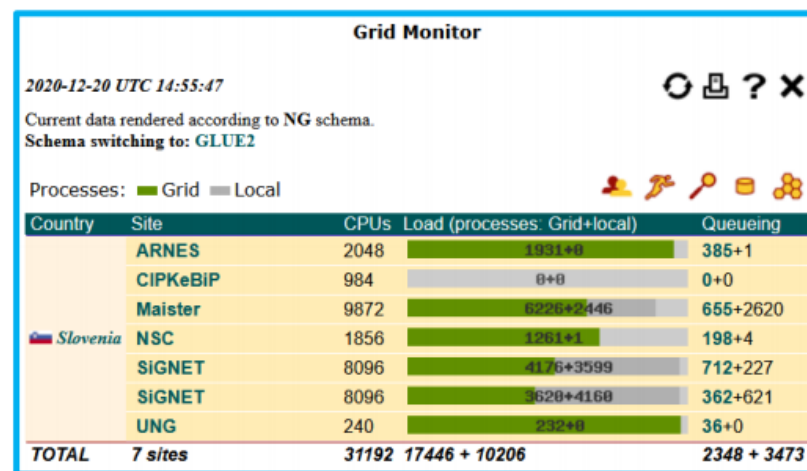 Grid Monitor
2020-12-20 UTC 14:55:47
Current data rendered according to NG schema.
Schema switching to: GLUE2
Processes: Grid Local
Country Site CPUs Load (processes: Grid+local) Queueing
ARNES 2048 1931+0 385+1
CIPKeBiP 984 0+0 0+0
Maister 9872 6226+2446 655+2620
Slovenia NSC 1856 1261+1 198+4
SiGNET 8096 4176+3599 712+227
SiGNET 8096 3620+4160 362+621
UNG 240 232+0 36+0
TOTAL 7 sites 31192 17446 + 10206 2348 + 3473